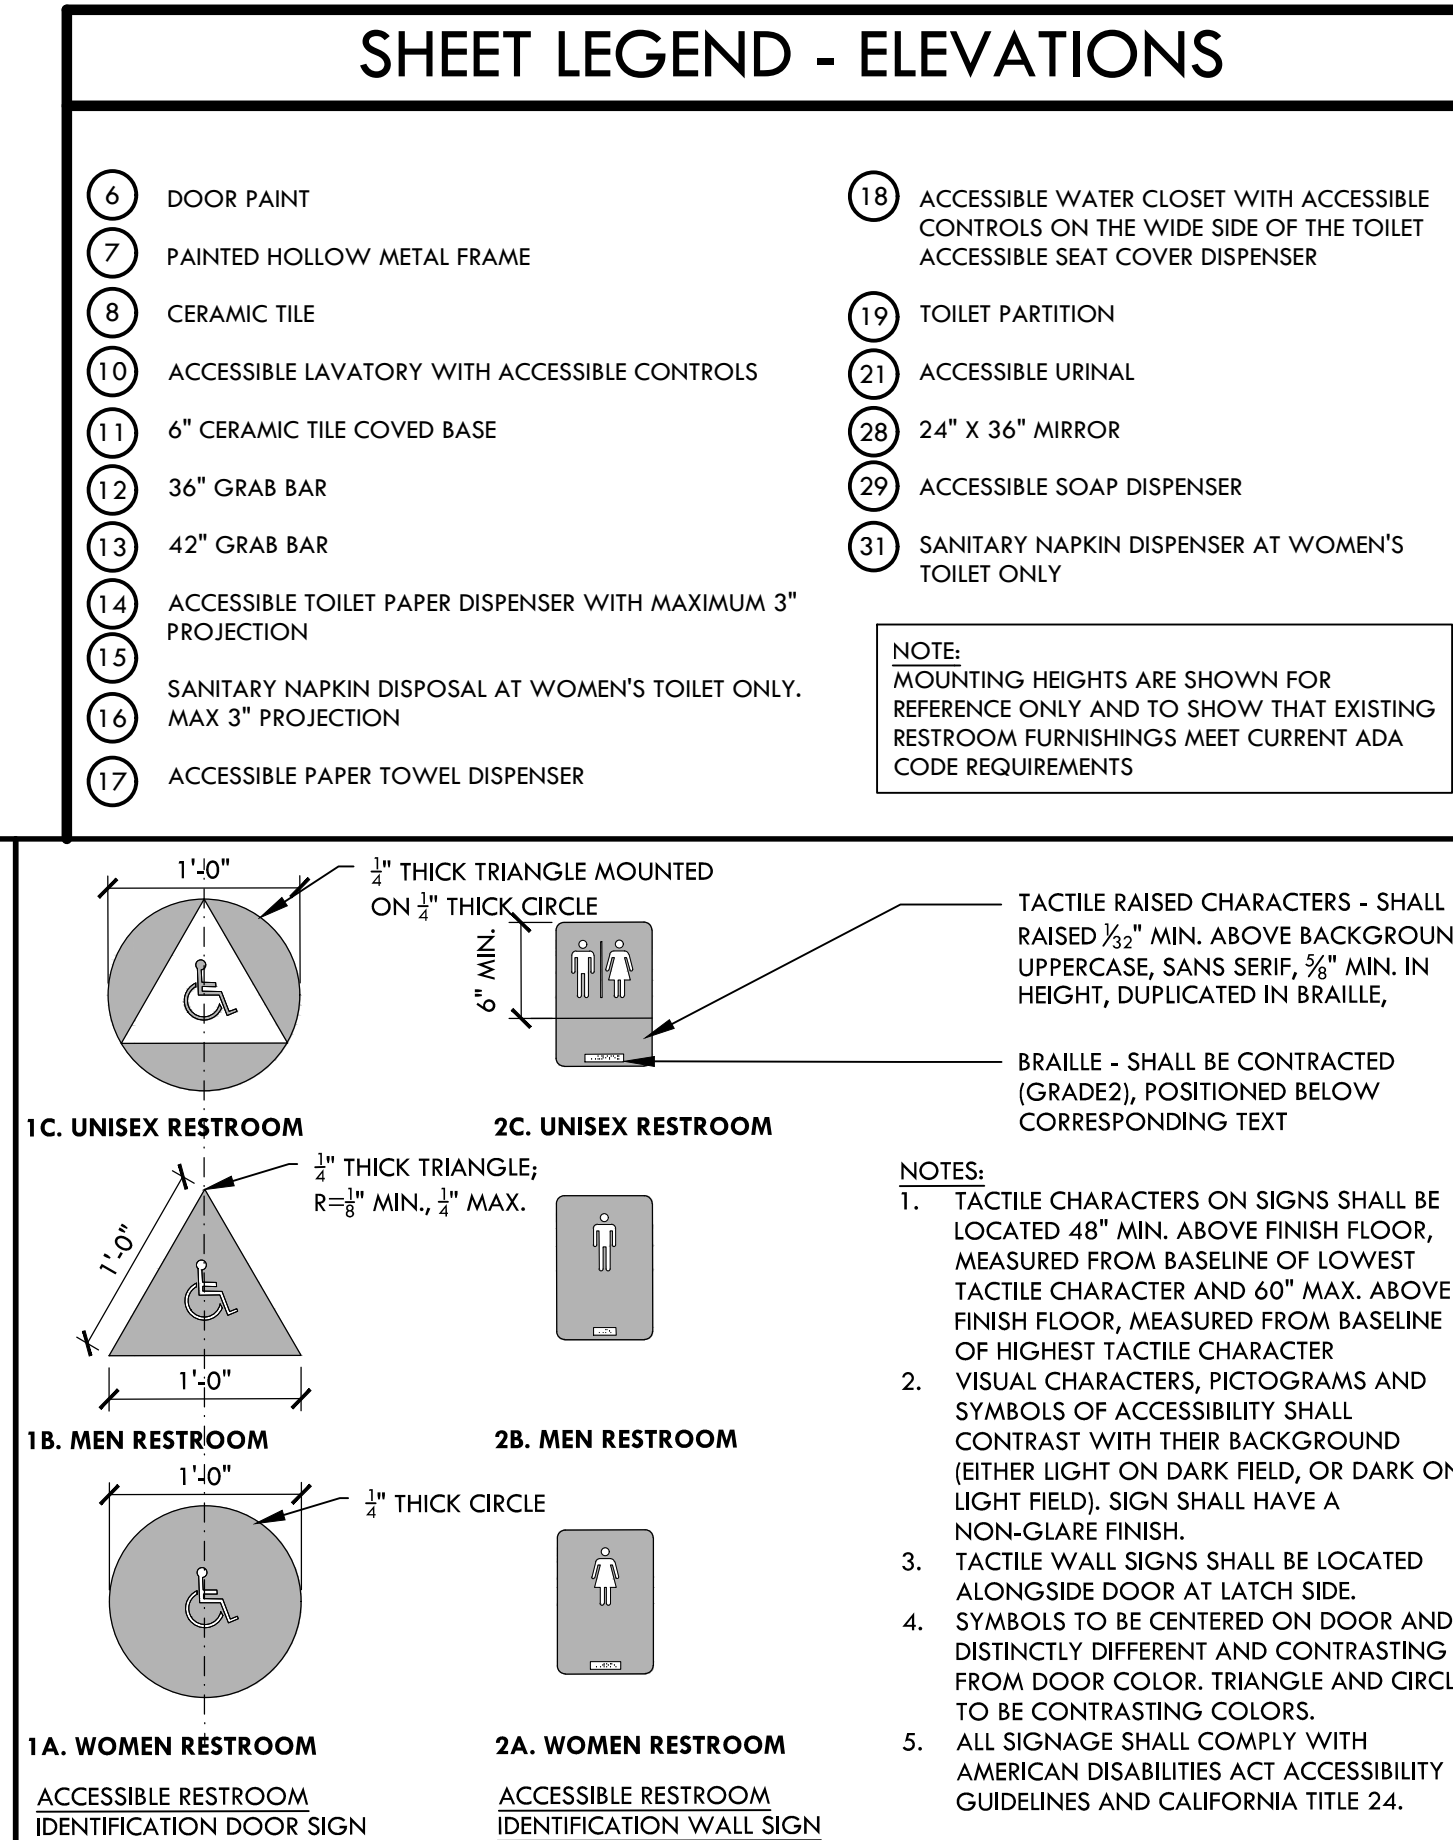 SHEET LEGEND - ELEVATIONS
6 DOOR PAINT
7 PAINTED HOLLOW METAL FRAME
8 CERAMIC TILE
10 ACCESSIBLE LAVATORY WITH ACCESSIBLE CONTROLS
11 6" CERAMIC TILE COVED BASE
12 36" GRAB BAR
13 42" GRAB BAR
14 ACCESSIBLE TOILET PAPER DISPENSER WITH MAXIMUM 3"
PROJECTION
15
SANITARY NAPKIN DISPOSAL AT WOMEN'S TOILET ONLY.
16 MAX 3" PROJECTION
17 ACCESSIBLE PAPER TOWEL DISPENSER
18 ACCESSIBLE WATER CLOSET WITH ACCESSIBLE
CONTROLS ON THE WIDE SIDE OF THE TOILET
ACCESSIBLE SEAT COVER DISPENSER
19 TOILET PARTITION
21 ACCESSIBLE URINAL
28 24" X 36" MIRROR
29 ACCESSIBLE SOAP DISPENSER
31 SANITARY NAPKIN DISPENSER AT WOMEN'S
TOILET ONLY
NOTE:
MOUNTING HEIGHTS ARE SHOWN FOR
REFERENCE ONLY AND TO SHOW THAT EXISTING
RESTROOM FURNISHINGS MEET CURRENT ADA
CODE REQUIREMENTS
1'-0"
1/4" THICK TRIANGLE MOUNTED
ON 1/4" THICK CIRCLE
6" MIN.
1C. UNISEX RESTROOM
2C. UNISEX RESTROOM
1/4" THICK TRIANGLE;
R=1/8" MIN., 1/4" MAX.
1'-0"
1'-0"
1B. MEN RESTROOM
2B. MEN RESTROOM
1'-0"
1/4" THICK CIRCLE
1A. WOMEN RESTROOM
2A. WOMEN RESTROOM
ACCESSIBLE RESTROOM
IDENTIFICATION DOOR SIGN
ACCESSIBLE RESTROOM
IDENTIFICATION WALL SIGN
TACTILE RAISED CHARACTERS - SHALL
RAISED 1/32" MIN. ABOVE BACKGROUN
UPPERCASE, SANS SERIF, 5/8" MIN. IN
HEIGHT, DUPLICATED IN BRAILLE,
BRAILLE - SHALL BE CONTRACTED
(GRADE2), POSITIONED BELOW
CORRESPONDING TEXT
NOTES:
1. TACTILE CHARACTERS ON SIGNS SHALL BE
LOCATED 48" MIN. ABOVE FINISH FLOOR,
MEASURED FROM BASELINE OF LOWEST
TACTILE CHARACTER AND 60" MAX. ABOVE
FINISH FLOOR, MEASURED FROM BASELINE
OF HIGHEST TACTILE CHARACTER
2. VISUAL CHARACTERS, PICTOGRAMS AND
SYMBOLS OF ACCESSIBILITY SHALL
CONTRAST WITH THEIR BACKGROUND
(EITHER LIGHT ON DARK FIELD, OR DARK ON
LIGHT FIELD). SIGN SHALL HAVE A
NON-GLARE FINISH.
3. TACTILE WALL SIGNS SHALL BE LOCATED
ALONGSIDE DOOR AT LATCH SIDE.
4. SYMBOLS TO BE CENTERED ON DOOR AND
DISTINCTLY DIFFERENT AND CONTRASTING
FROM DOOR COLOR. TRIANGLE AND CIRCL
TO BE CONTRASTING COLORS.
5. ALL SIGNAGE SHALL COMPLY WITH
AMERICAN DISABILITIES ACT ACCESSIBILITY
GUIDELINES AND CALIFORNIA TITLE 24.